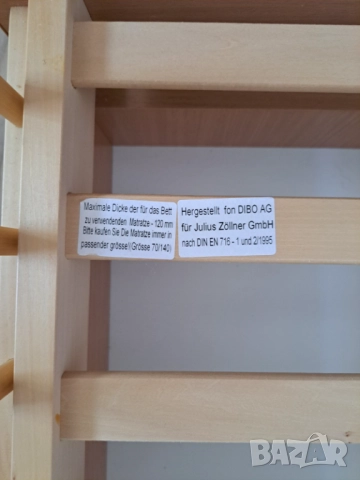 Maximale Dicke der für das Bett
zu verwendenden Matratze - 120 mm
Bitte kaufen Sie Die Matratze immer in
passender grösse!(Grösse 70/140)
Hergestellt fon DIBO AG
für Julius Zöllner GmbH
nach DIN EN 716 - 1 und 2/1995
BAZAR.bg